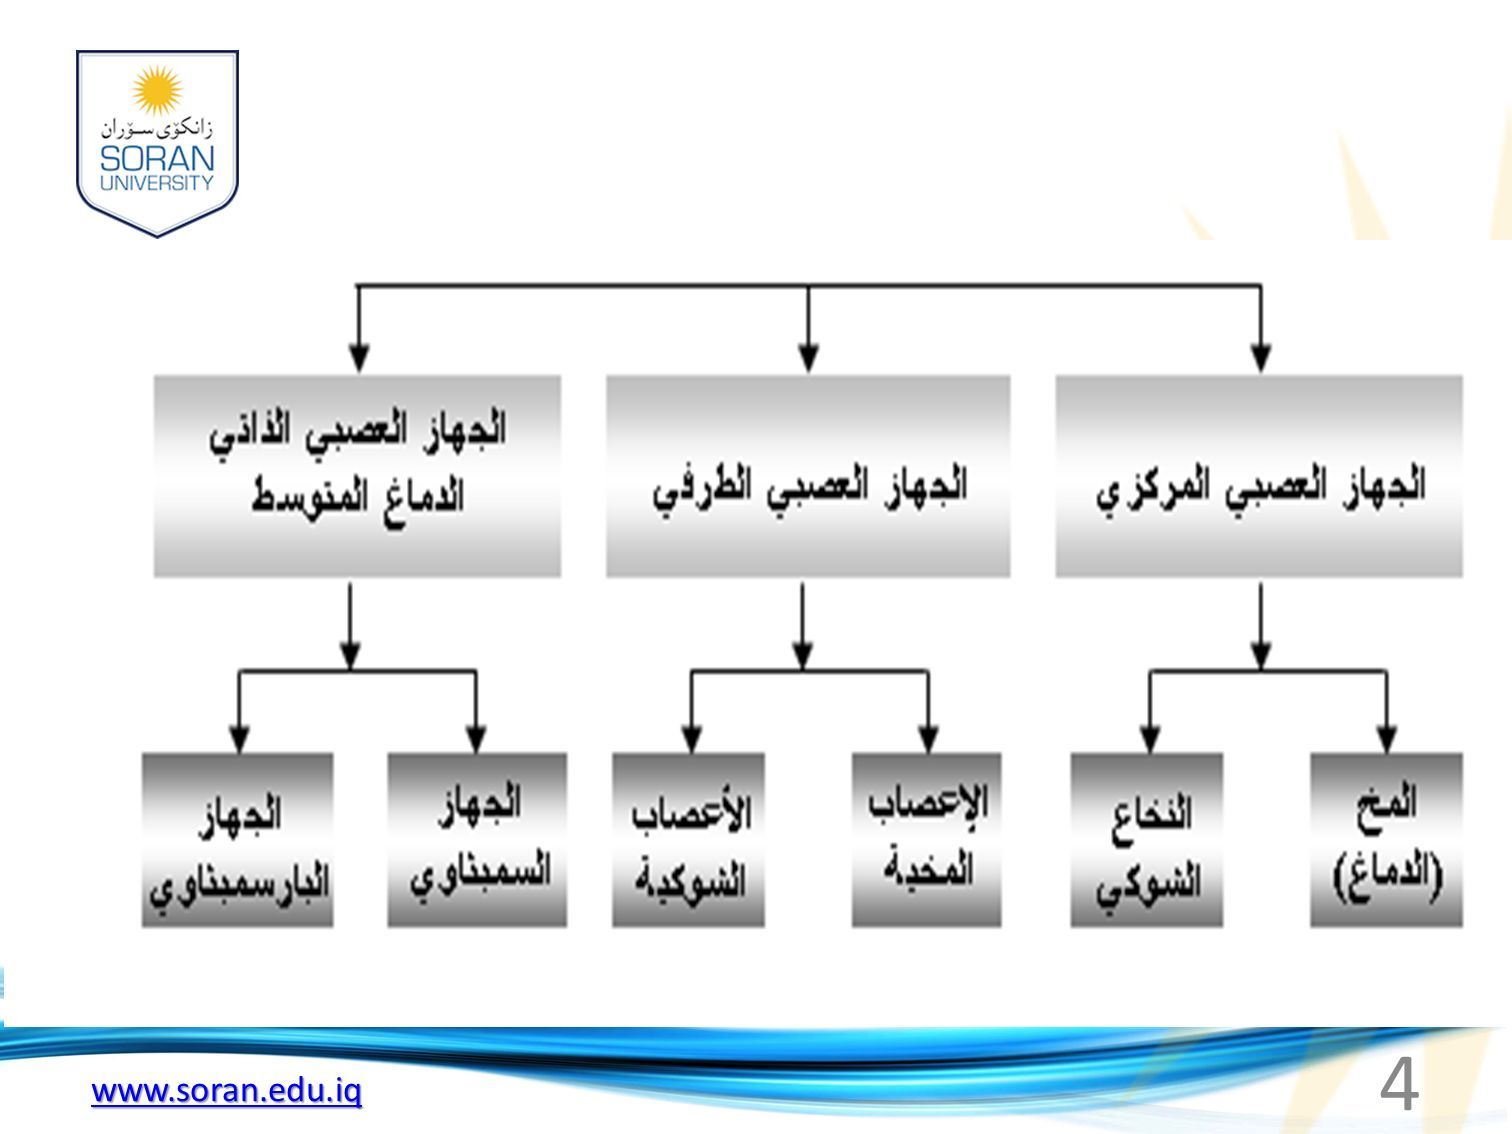 زانكۆی سۆران
SORAN
UNIVERSITY
الجهاز العصبي المركزي
الجهاز العصبي الطرفي
الجهاز العصبي الذاتي
الدماغ المتوسط
المخ
(الدماغ)
النخاع
الشوكي
الإعصاب
المخية
الأعصاب
الشوكية
الجهاز
السمبثاوي
الجهاز
البارسمبثاوي
www.soran.edu.iq
4